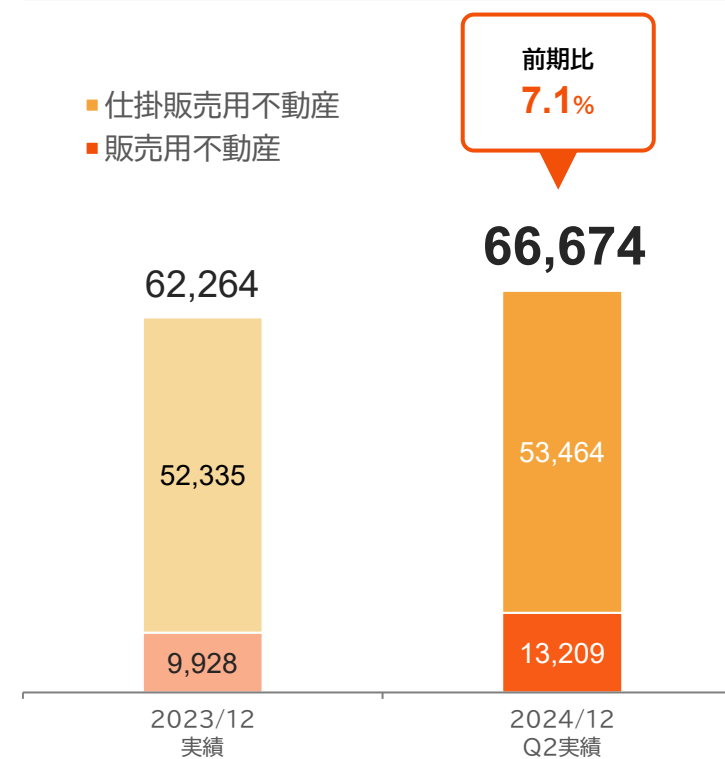 前期比
7.1%
仕掛販売用不動産
販売用不動産
62,264
66,674
52,335
53,464
9,928
13,209
2023/12
実績
2024/12
Q2実績